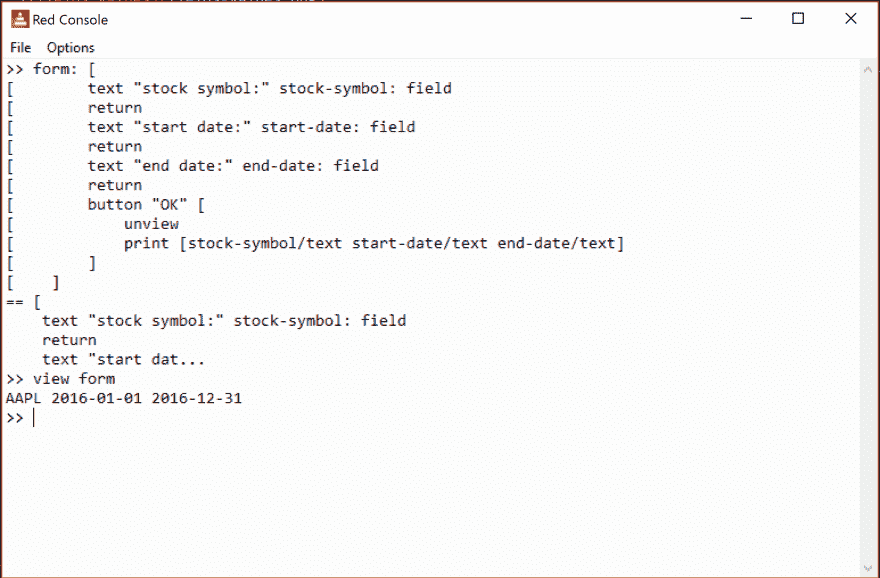 Red Console
File Options
>> form: [
[        text "stock symbol:" stock-symbol: field
[        return
[        text "start date:" start-date: field
[        return
[        text "end date:" end-date: field
[        return
[        button "OK" [
[            unview
[            print [stock-symbol/text start-date/text end-date/text]
[        ]
[    ]
== [
    text "stock symbol:" stock-symbol: field
    return
    text "start dat...
>> view form
AAPL 2016-01-01 2016-12-31
>>